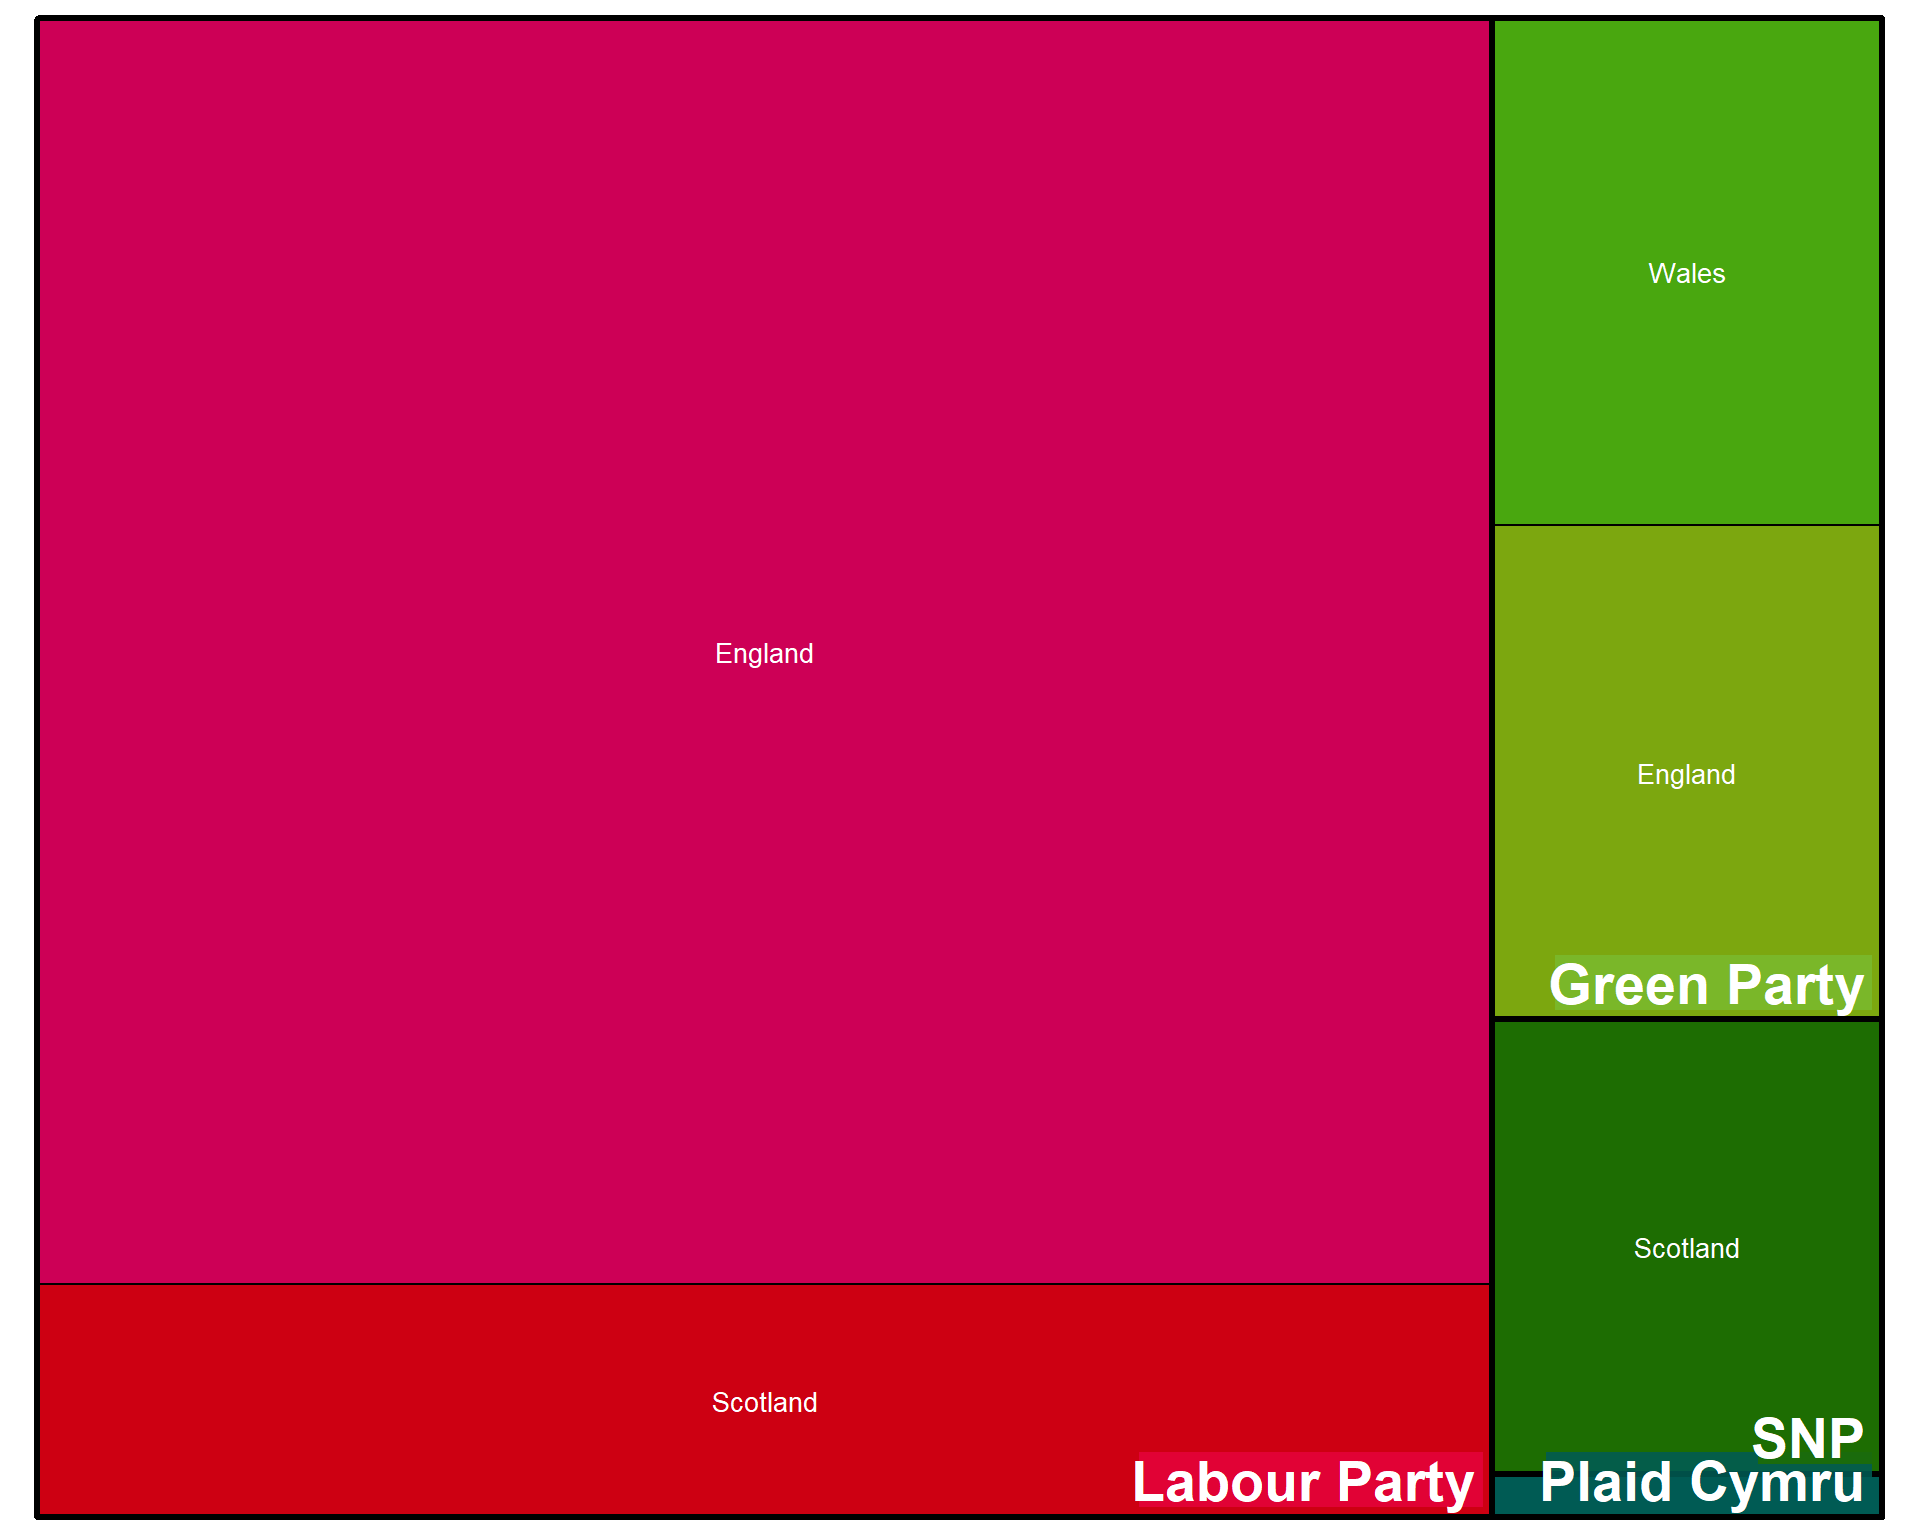 England
Scotland
Labour Party
Wales
England
Green Party
Scotland
SNP
Plaid Cymru